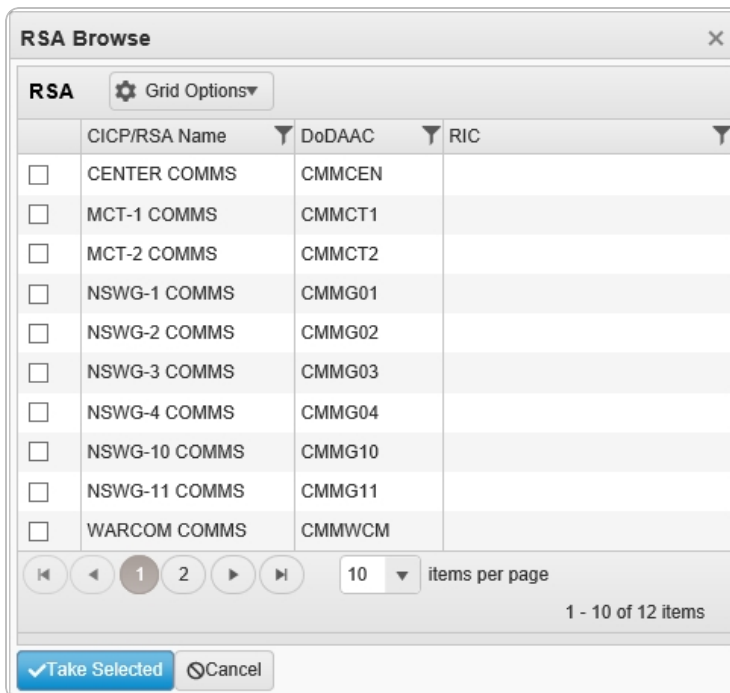 RSA Browse
RSA Grid Options
CICP/RSA Name DoDAAC RIC
CENTER COMMS CMMCEN
MCT-1 COMMS CMMCT1
MCT-2 COMMS CMMCT2
NSWG-1 COMMS CMMG01
NSWG-2 COMMS CMMG02
NSWG-3 COMMS CMMG03
NSWG-4 COMMS CMMG04
NSWG-10 COMMS CMMG10
NSWG-11 COMMS CMMG11
WARCOM COMMS CMMWCM
1 2 10 items per page
1 - 10 of 12 items
Take Selected Cancel